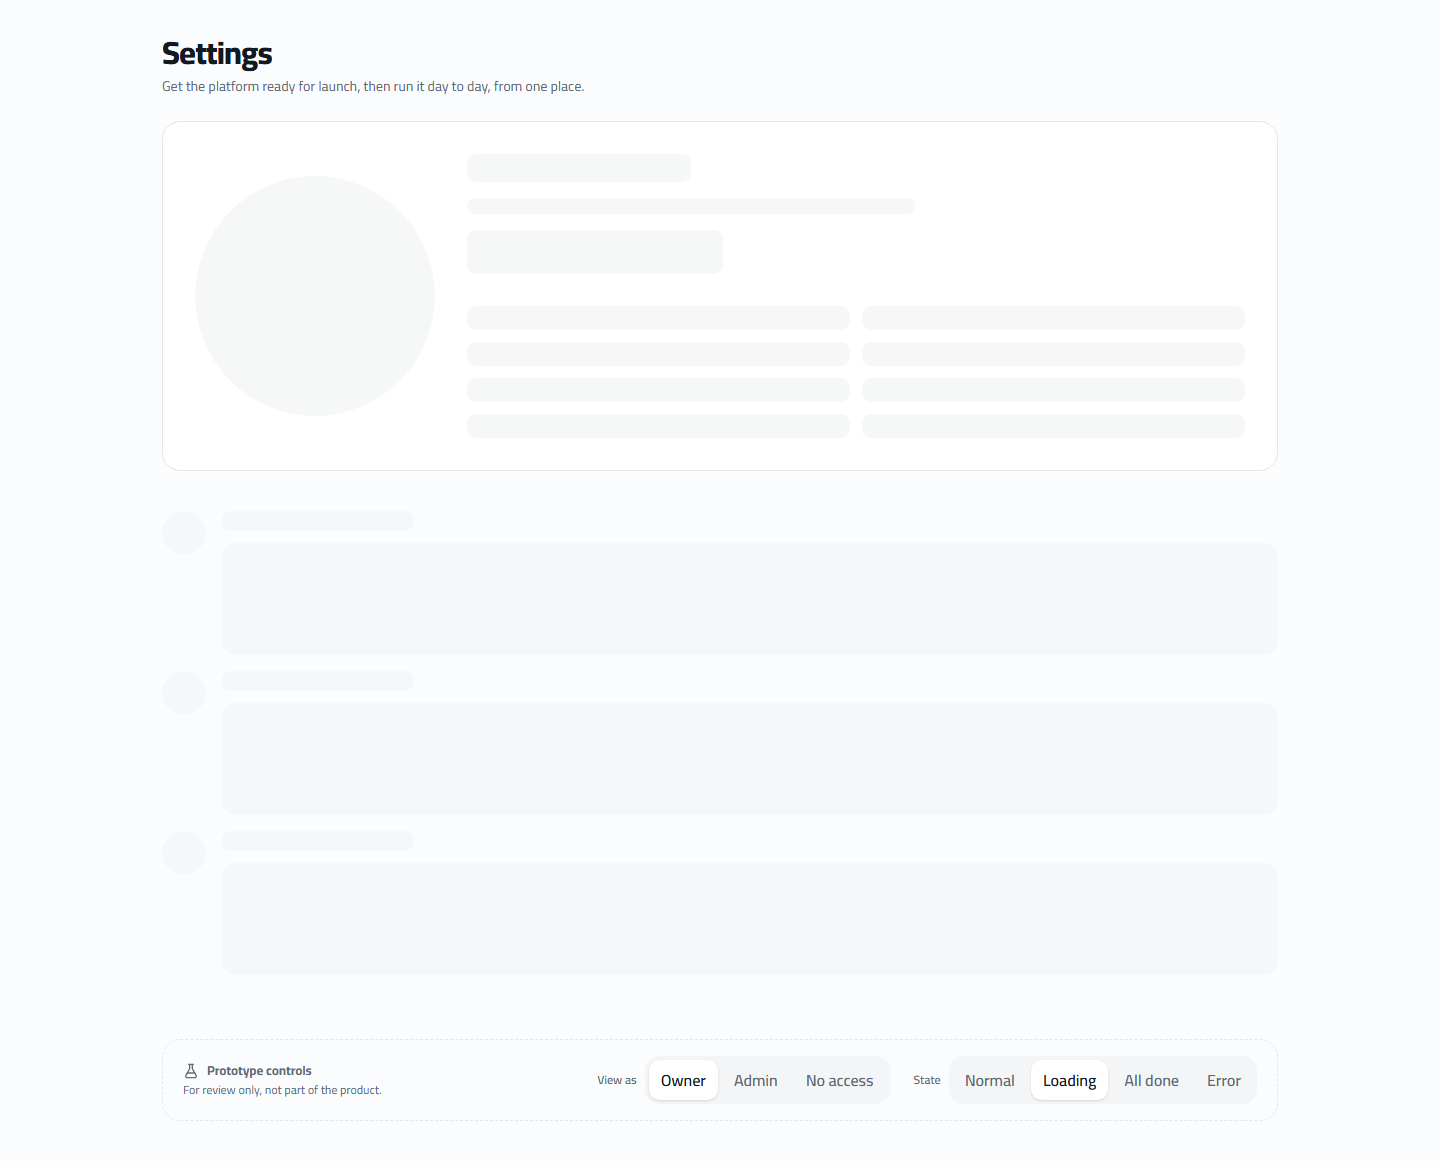 Settings
Get the platform ready for launch, then run it day to day, from one place.
Prototype controls
For review only, not part of the product.
View as
Owner
Admin
No access
State
Normal
Loading
All done
Error